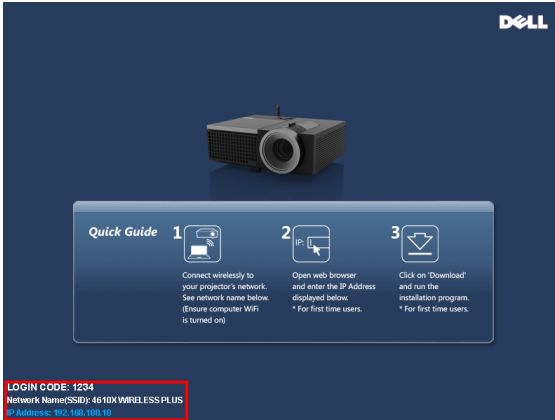 DELL
Quick Guide
1
Connect wirelessly to
your projector's network.
See network name below.
(Ensure computer WiFi
is turned on)
2
IP:
Open web browser
and enter the IP Address
displayed below.
* For first time users.
3
Click on 'Download'
and run the
installation program.
* For first time users.
LOGIN CODE: 1234
Network Name(SSID): 4610X WIRELESS PLUS
IP Address: 192.168.100.10